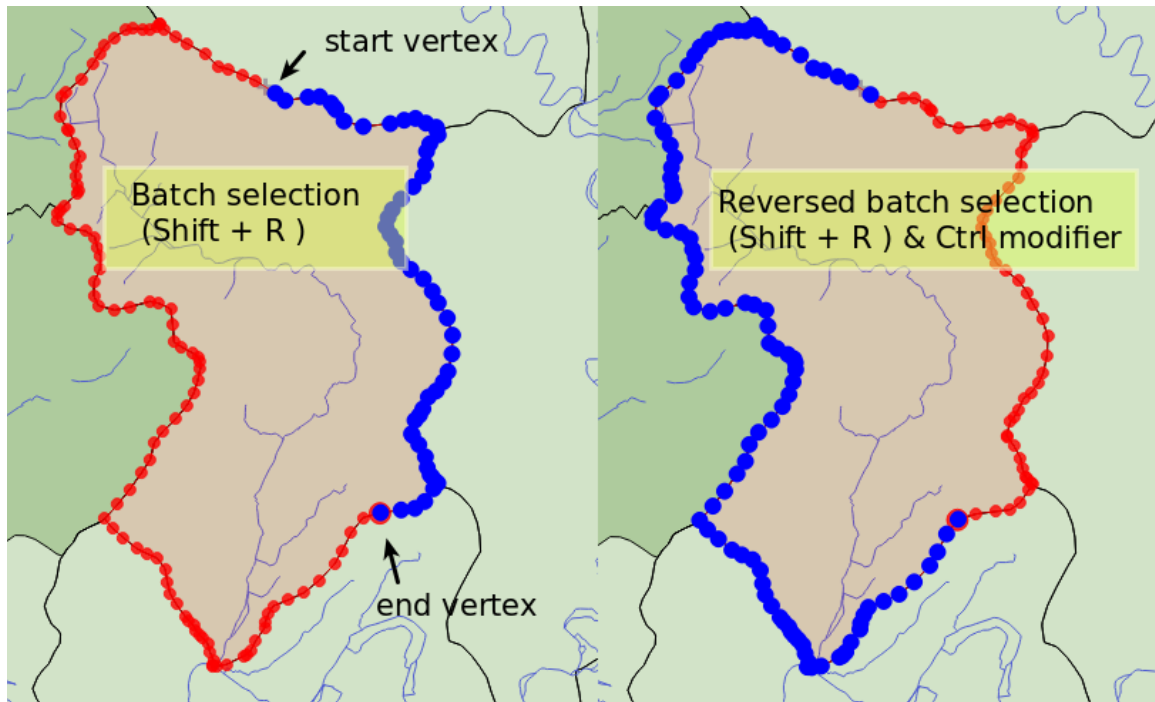 start vertex
Batch selection
(Shift + R )
end vertex
Reversed batch selection
(Shift + R ) & Ctrl modifier